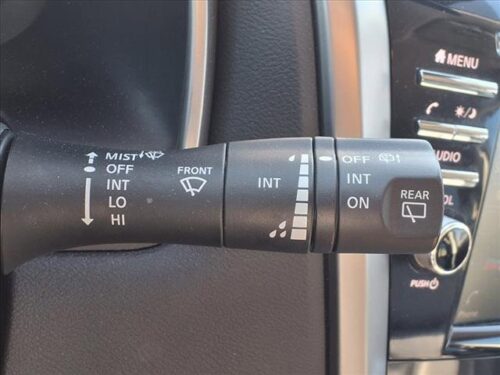 MIST
OFF
INT
LO
HI
FRONT
INT
OFF
INT
ON
REAR
MENU
AUDIO
PUSH